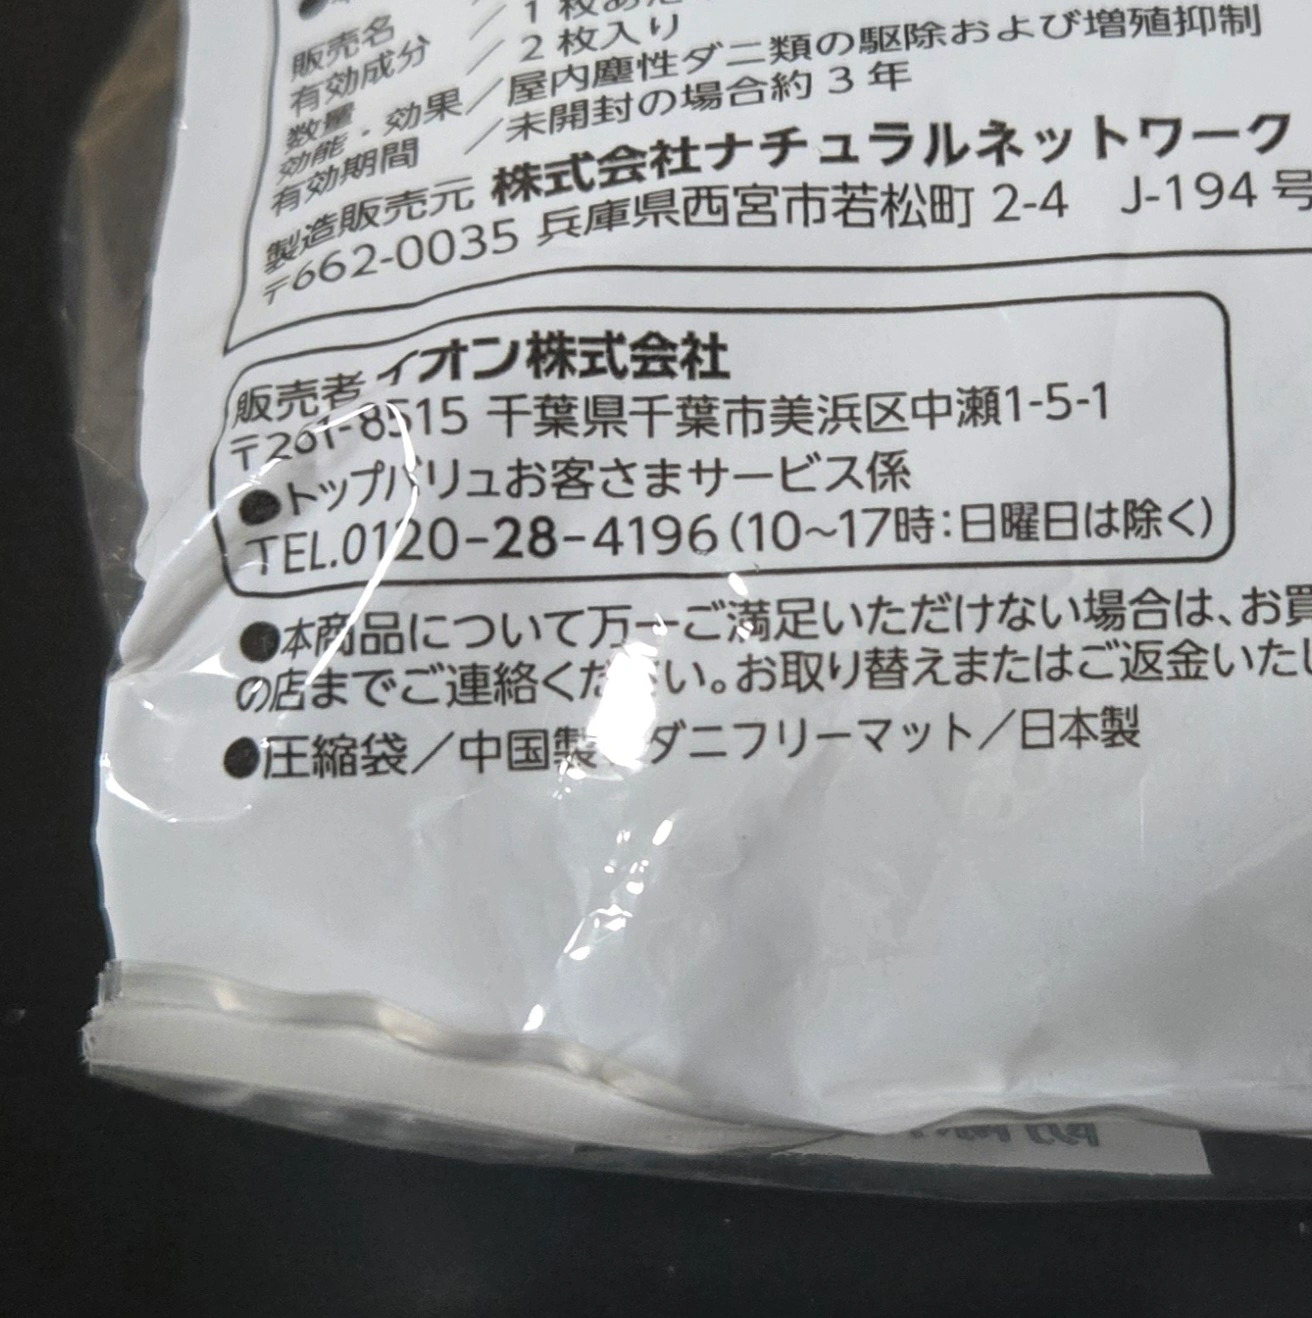 販売名
有効成分 ／1枚あた
数量 ／2枚入り
効能・効果／屋内塵性ダニ類の駆除および増殖抑制
有効期間 ／未開封の場合約3年
製造販売元 株式会社ナチュラルネットワーク
〒662-0035 兵庫県西宮市若松町 2-4 J-194号
販売者 イオン株式会社
〒261-8515 千葉県千葉市美浜区中瀬1-5-1
●トップバリュお客さまサービス係
TEL.0120-28-4196(10～17時:日曜日は除く)
●本商品について万一ご満足いただけない場合は、お買
の店までご連絡ください。お取り替えまたはご返金いたし
●圧縮袋／中国製 ダニフリーマット／日本製